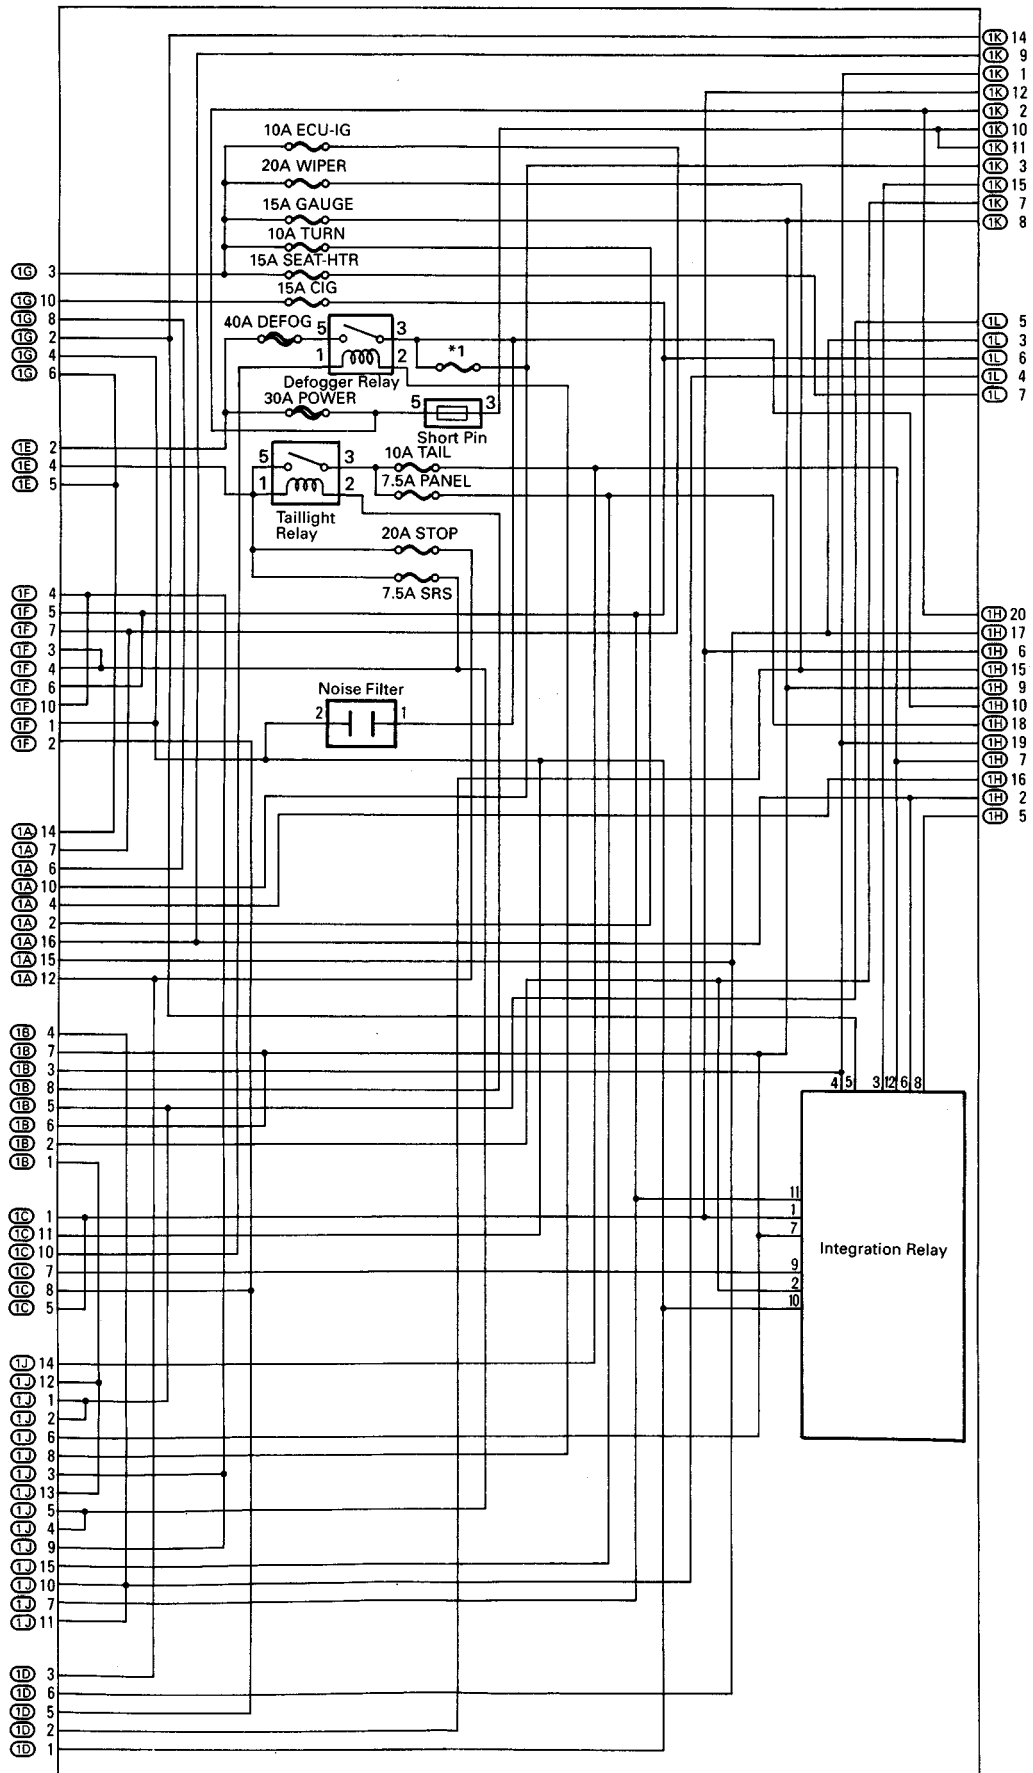 1K 14
1K 9
1K 1
1K 12
1K 2
1K 10
1K 11
1K 3
1K 15
1K 7
1K 8
10A ECU-IG
20A WIPER
15A GAUGE
10A TURN
15A SEAT-HTR
15A CIG
1G 3
1G 10
1G 8
1G 2
1G 4
1G 6
40A DEFOG
5 3
1 2
*1
Defogger Relay
30A POWER
5 3
Short Pin
1L 5
1L 3
1L 6
1L 4
1L 7
1E 2
1E 4
1E 5
5 3
1 2
Taillight
Relay
10A TAIL
7.5A PANEL
20A STOP
7.5A SRS
1F 4
1F 5
1F 7
1F 3
1F 4
1F 6
1F 10
1F 1
1F 2
Noise Filter
2 1
1H 20
1H 17
1H 6
1H 15
1H 9
1H 10
1H 18
1H 19
1H 7
1H 16
1H 2
1H 5
1A 14
1A 7
1A 6
1A 10
1A 4
1A 2
1A 16
1A 15
1A 12
1B 4
1B 7
1B 3
1B 8
1B 5
1B 6
1B 2
1B 1
4 5 3 12 6 8
11
1
7
9
2
10
Integration Relay
1C 1
1C 11
1C 10
1C 7
1C 8
1C 5
1J 14
1J 12
1J 1
1J 2
1J 6
1J 8
1J 3
1J 13
1J 5
1J 4
1J 9
1J 15
1J 10
1J 7
1J 11
1D 3
1D 6
1D 5
1D 2
1D 1